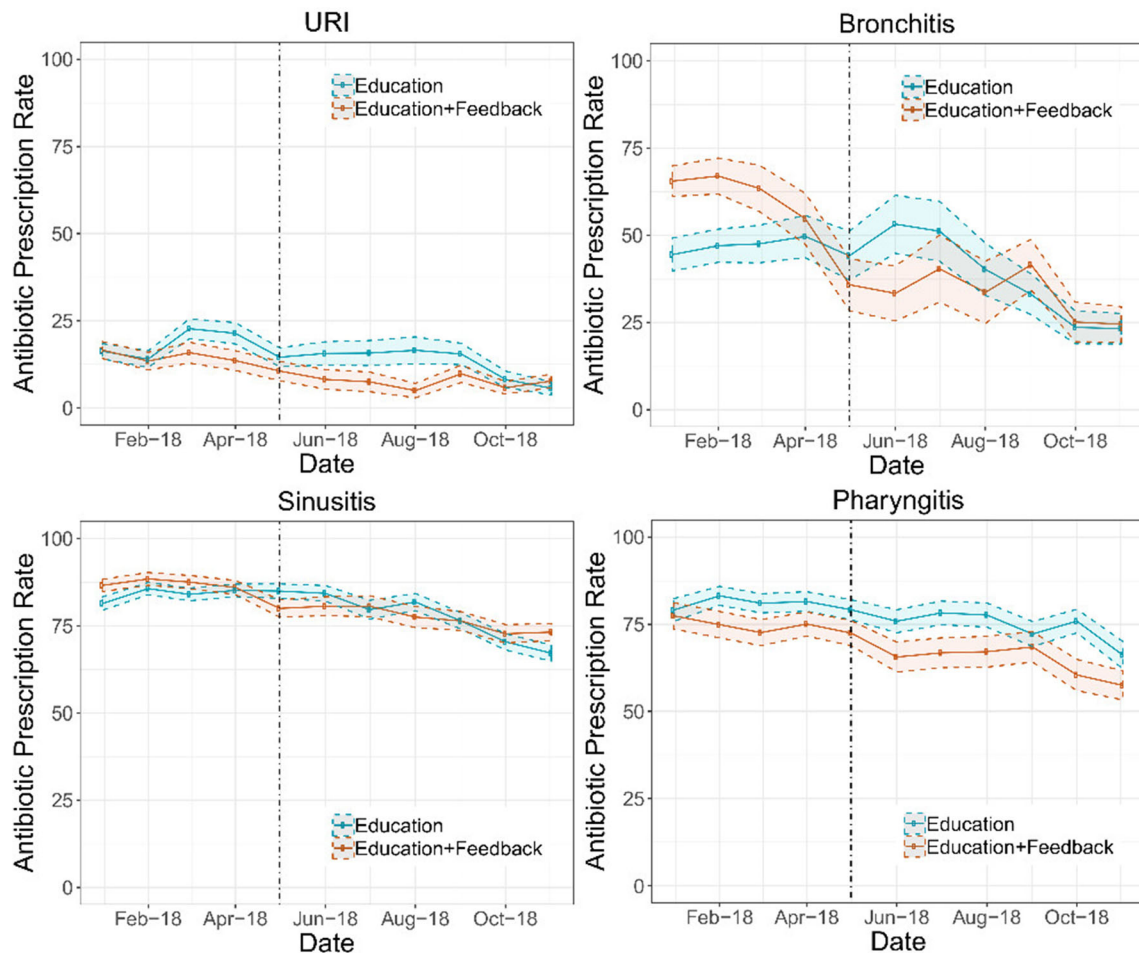 URI
Antibiotic Prescription Rate
100
75
50
25
0
Education
Education+Feedback
Feb-18 Apr-18 Jun-18 Aug-18 Oct-18
Date
Bronchitis
Antibiotic Prescription Rate
100
75
50
25
0
Education
Education+Feedback
Feb-18 Apr-18 Jun-18 Aug-18 Oct-18
Date
Sinusitis
Antibiotic Prescription Rate
100
75
50
25
0
Education
Education+Feedback
Feb-18 Apr-18 Jun-18 Aug-18 Oct-18
Date
Pharyngitis
Antibiotic Prescription Rate
100
75
50
25
0
Education
Education+Feedback
Feb-18 Apr-18 Jun-18 Aug-18 Oct-18
Date